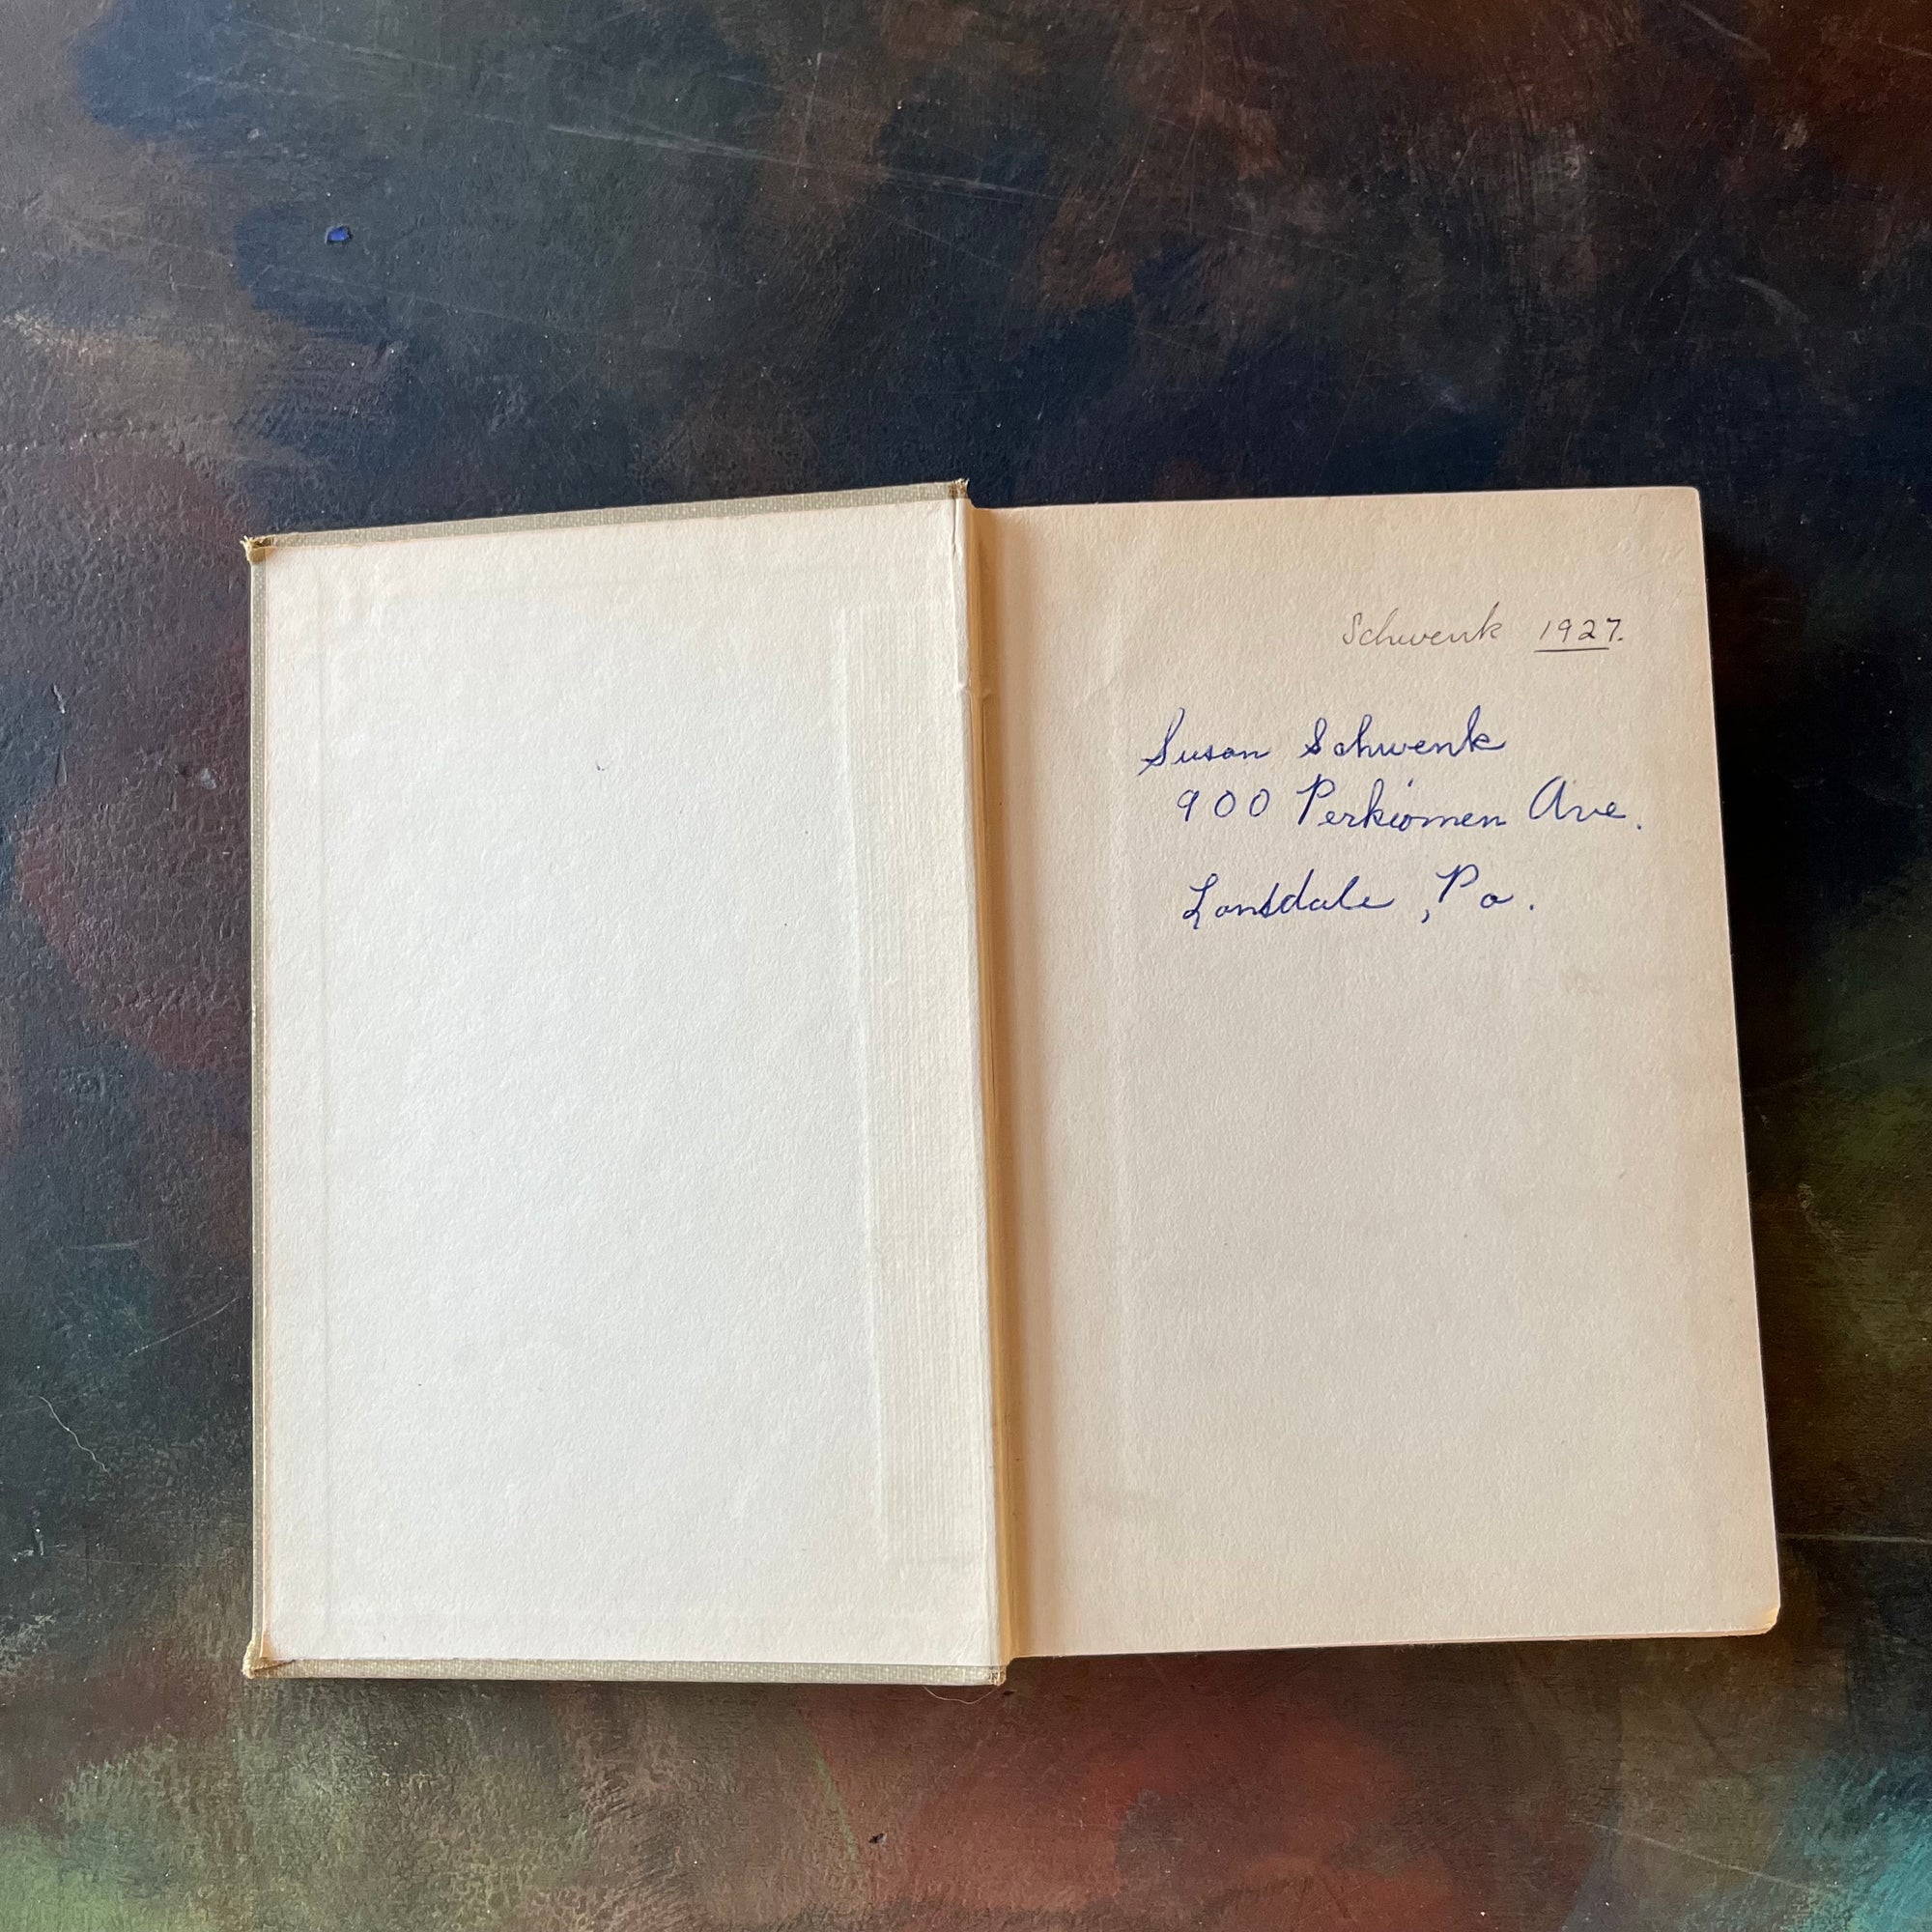 Schwenk 1927.
Susan Schwenk
900 Perkiomen Ave.
Lansdale, Pa.